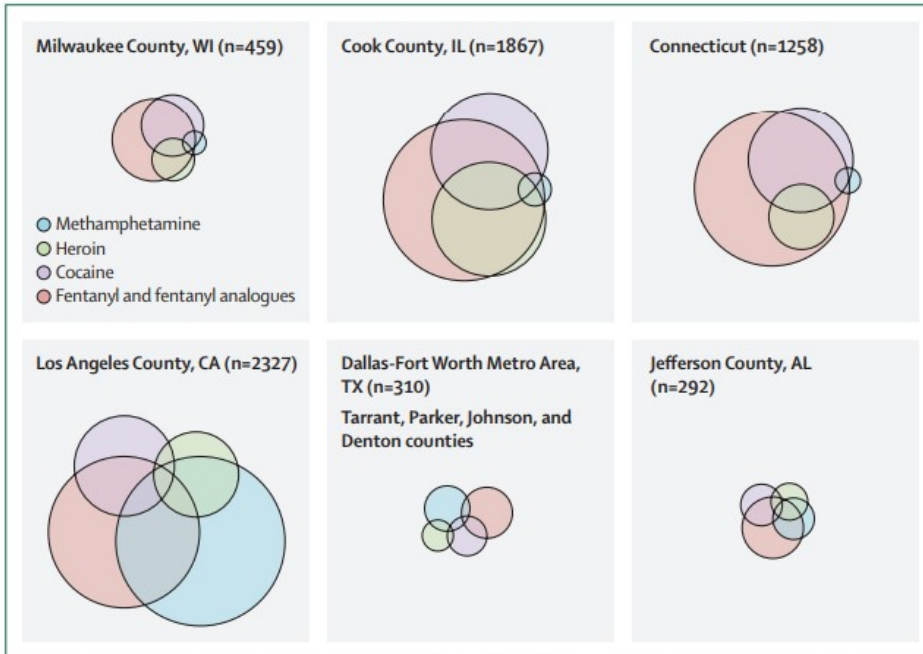 Milwaukee County, WI (n=459)
Cook County, IL (n=1867)
Connecticut (n=1258)
Methamphetamine
Heroin
Cocaine
Fentanyl and fentanyl analogues
Los Angeles County, CA (n=2327)
Dallas-Fort Worth Metro Area,
TX (n=310)
Tarrant, Parker, Johnson, and
Denton counties
Jefferson County, AL
(n=292)